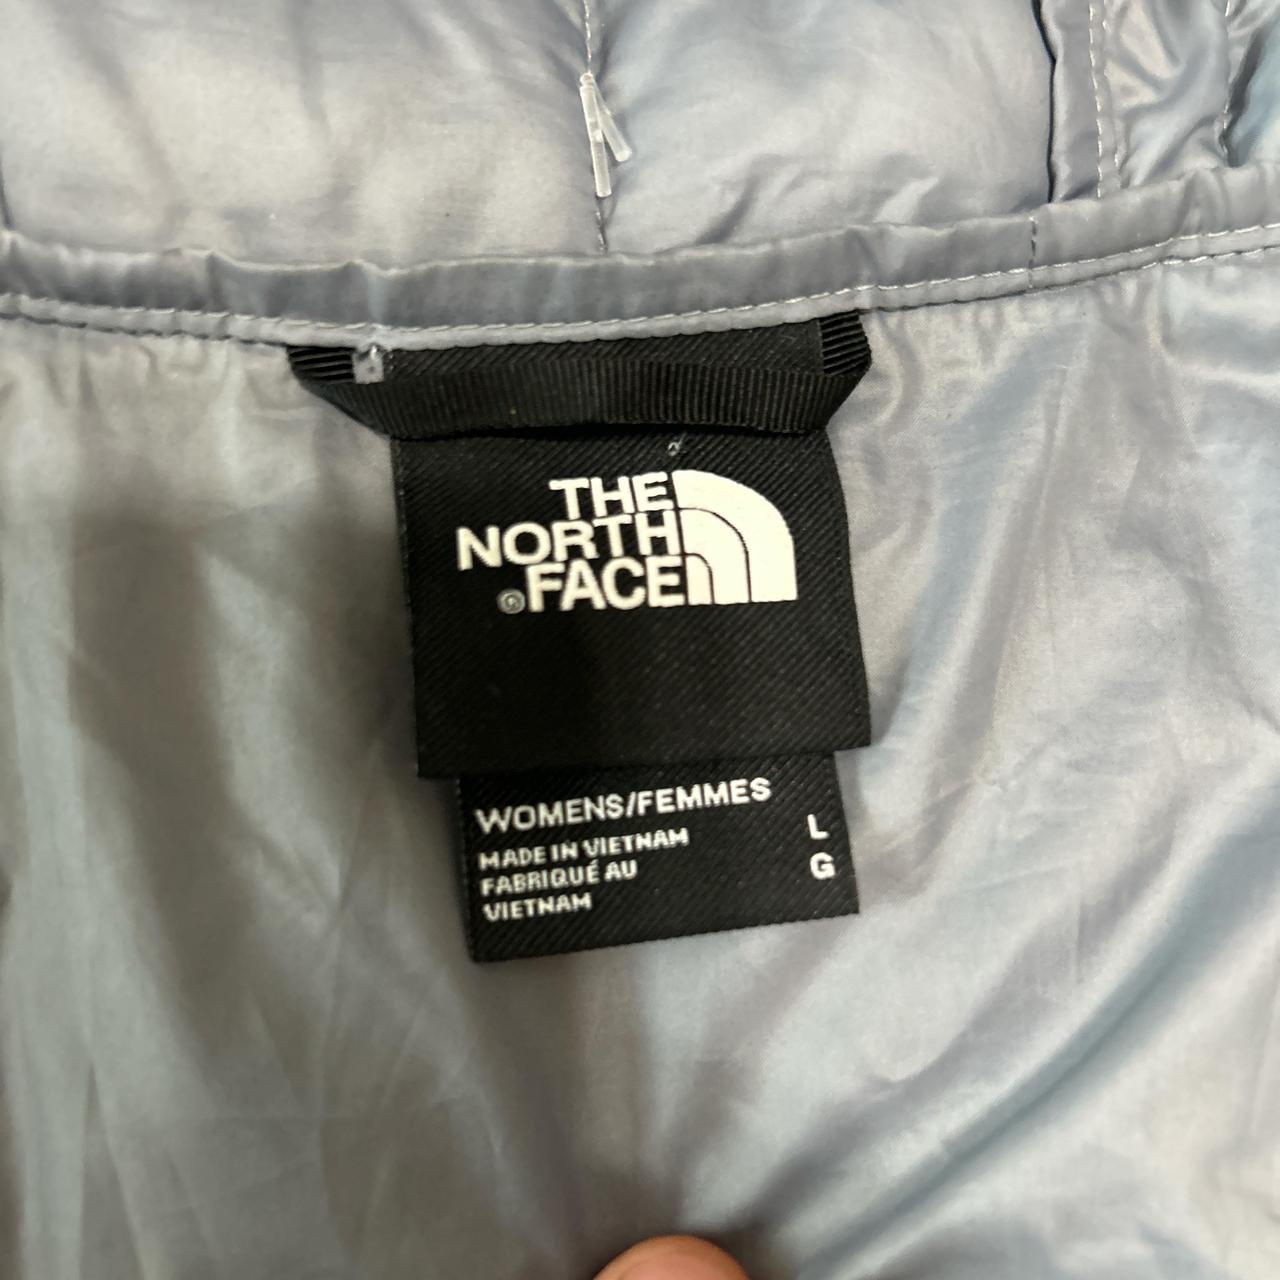 THE
NORTH
®FACE
WOMENS/FEMMES
MADE IN VIETNAM
FABRIQUÉ AU
VIETNAM
L
G